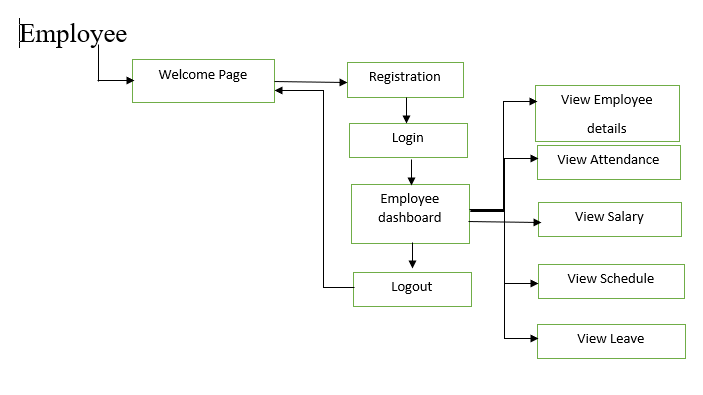 Employee
Welcome Page
Registration
Login
Employee
dashboard
Logout
View Employee
details
View Attendance
View Salary
View Schedule
View Leave